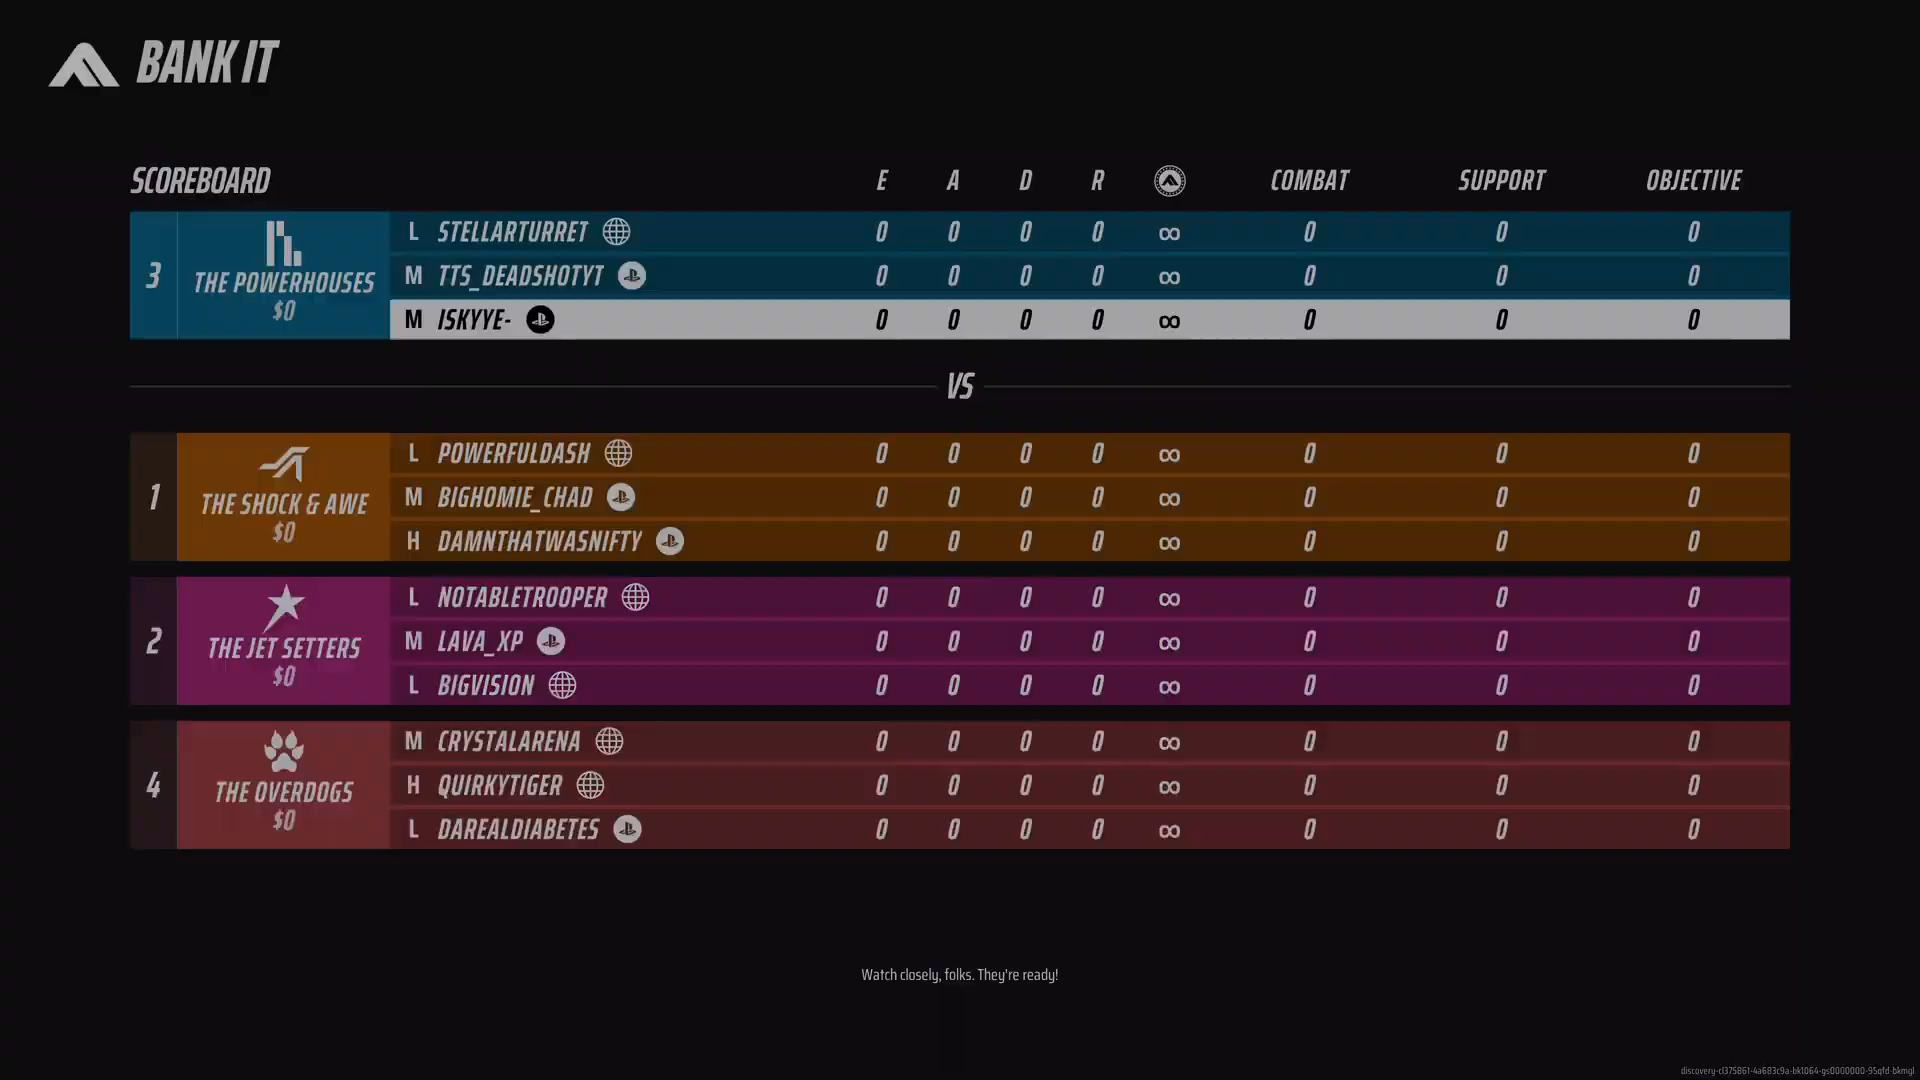 BANK IT
SCOREBOARD E A D R COMBAT SUPPORT OBJECTIVE
3 THE POWERHOUSES $0
L STELLARTURRET 0 0 0 0 ∞ 0 0 0
M TTS_DEADSHOTYT 0 0 0 0 ∞ 0 0 0
M ISKYYE- 0 0 0 0 ∞ 0 0 0
VS
1 THE SHOCK & AWE $0
L POWERFULDASH 0 0 0 0 ∞ 0 0 0
M BIGHOMIE_CHAD 0 0 0 0 ∞ 0 0 0
H DAMNTHATWASNIFTY 0 0 0 0 ∞ 0 0 0
2 THE JET SETTERS $0
L NOTABLETROOPER 0 0 0 0 ∞ 0 0 0
M LAVA_XP 0 0 0 0 ∞ 0 0 0
L BIGVISION 0 0 0 0 ∞ 0 0 0
4 THE OVERDOGS $0
M CRYSTALARENA 0 0 0 0 ∞ 0 0 0
H QUIRKYTIGER 0 0 0 0 ∞ 0 0 0
L DAREALDIABETES 0 0 0 0 ∞ 0 0 0
Watch closely, folks. They're ready!